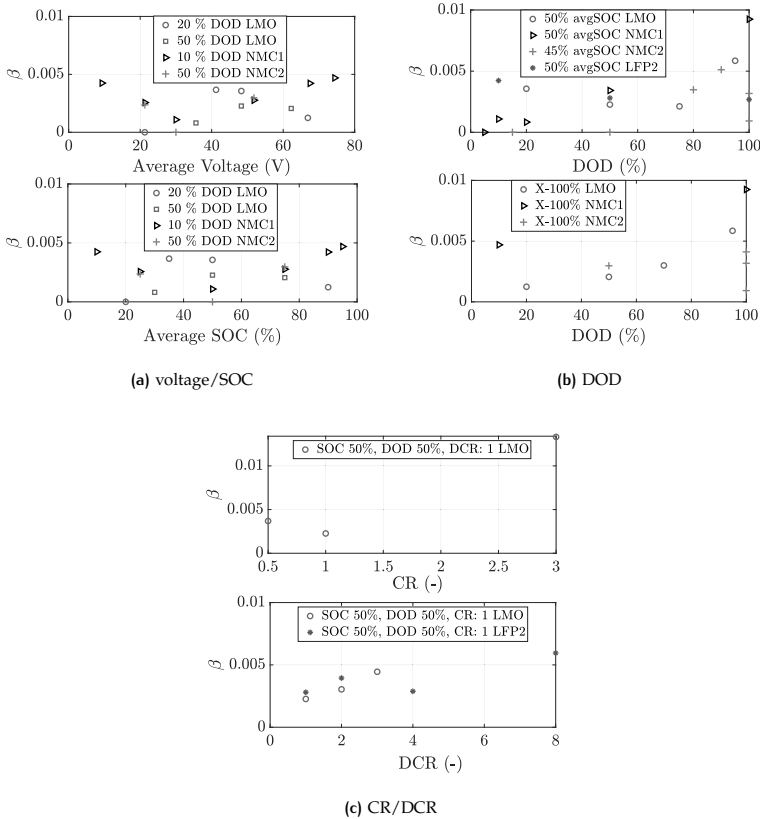 20 % DOD LMO
50 % DOD LMO
10 % DOD NMC1
50 % DOD NMC2
0.01
0.005
0
β
0 20 40 60 80
Average Voltage (V)
20 % DOD LMO
50 % DOD LMO
10 % DOD NMC1
50 % DOD NMC2
0.01
0.005
0
β
0 20 40 60 80 100
Average SOC (%)
(a) voltage/SOC
50% avgSOC LMO
50% avgSOC NMC1
45% avgSOC NMC2
50% avgSOC LFP2
0.01
0.005
0
β
0 20 40 60 80 100
DOD (%)
X-100% LMO
X-100% NMC1
X-100% NMC2
0.01
0.005
0
β
0 20 40 60 80 100
DOD (%)
(b) DOD
SOC 50%, DOD 50%, DCR: 1 LMO
0.01
0.005
0
β
0.5 1 1.5 2 2.5 3
CR (-)
SOC 50%, DOD 50%, CR: 1 LMO
SOC 50%, DOD 50%, CR: 1 LFP2
0.01
0.005
0
β
0 2 4 6 8
DCR (-)
(c) CR/DCR